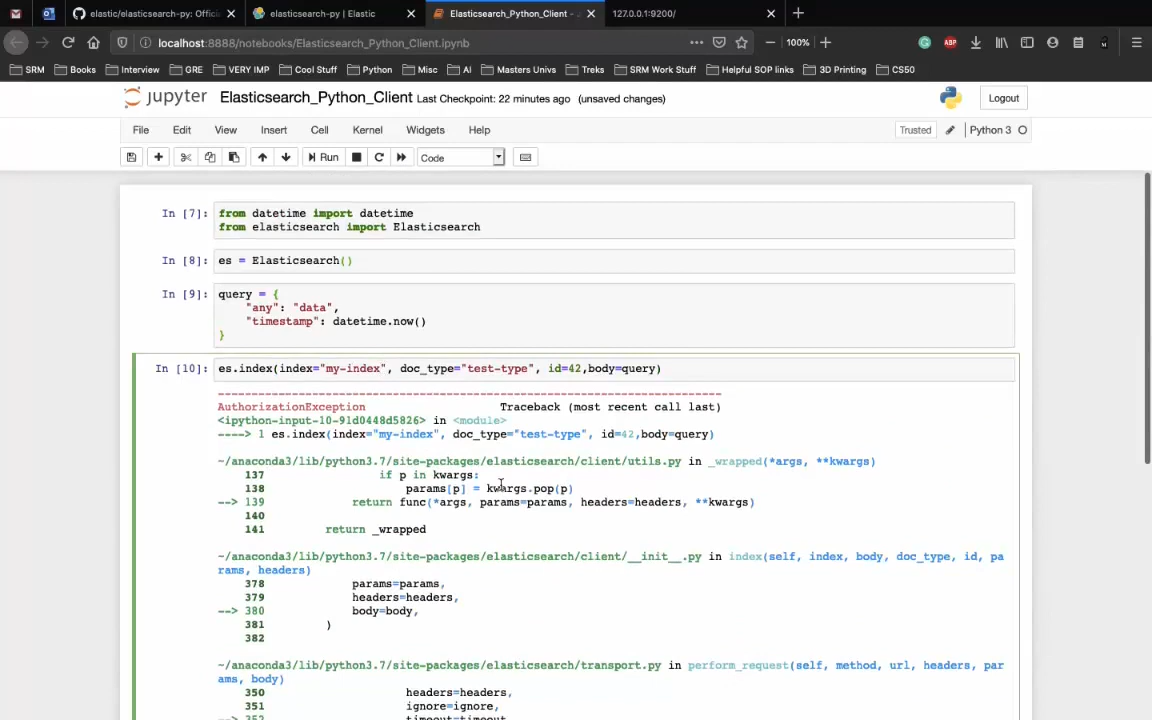 elastic/elasticsearch-py: Offici
elasticsearch-py | Elastic
Elasticsearch_Python_Client -
127.0.0.1:9200/
localhost:8888/notebooks/Elasticsearch_Python_Client.ipynb
100%
ABP
SRM
Books
Interview
GRE
VERY IMP
Cool Stuff
Python
Misc
AI
Masters Univs
Treks
SRM Work Stuff
Helpful SOP links
3D Printing
CS50
jupyter Elasticsearch_Python_Client Last Checkpoint: 22 minutes ago (unsaved changes)
Logout
File Edit View Insert Cell Kernel Widgets Help
Trusted
Python 3
Run
Code
In [7]: from datetime import datetime
from elasticsearch import Elasticsearch
In [8]: es = Elasticsearch()
In [9]: query = {
"any": "data",
"timestamp": datetime.now()
}
In [10]: es.index(index="my-index", doc_type="test-type", id=42,body=query)
---------------------------------------------------------------------------
AuthorizationException Traceback (most recent call last)
<ipython-input-10-91d0448d5826> in <module>
----> 1 es.index(index="my-index", doc_type="test-type", id=42,body=query)
~/anaconda3/lib/python3.7/site-packages/elasticsearch/client/utils.py in _wrapped(*args, **kwargs)
137 if p in kwargs:
138 params[p] = kwargs.pop(p)
--> 139 return func(*args, params=params, headers=headers, **kwargs)
140
141 return _wrapped
~/anaconda3/lib/python3.7/site-packages/elasticsearch/client/__init__.py in index(self, index, body, doc_type, id, pa
rams, headers)
378 params=params,
379 headers=headers,
--> 380 body=body,
381 )
382
~/anaconda3/lib/python3.7/site-packages/elasticsearch/transport.py in perform_request(self, method, url, headers, par
ams, body)
350 headers=headers,
351 ignore=ignore,
--> 352 timeout=timeout